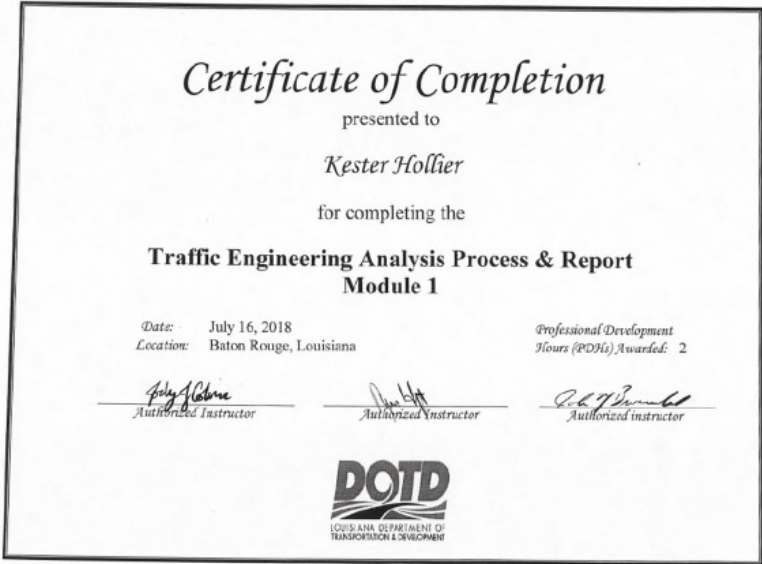 Certificate of Completion
presented to
Kester Hollier
for completing the
Traffic Engineering Analysis Process & Report
Module 1
Date: July 16, 2018
Location: Baton Rouge, Louisiana
Professional Development
Hours (PDHs) Awarded: 2
Authorized Instructor
Authorized Instructor
Authorized instructor
DOTD
LOUISIANA DEPARTMENT OF
TRANSPORTATION & DEVELOPMENT